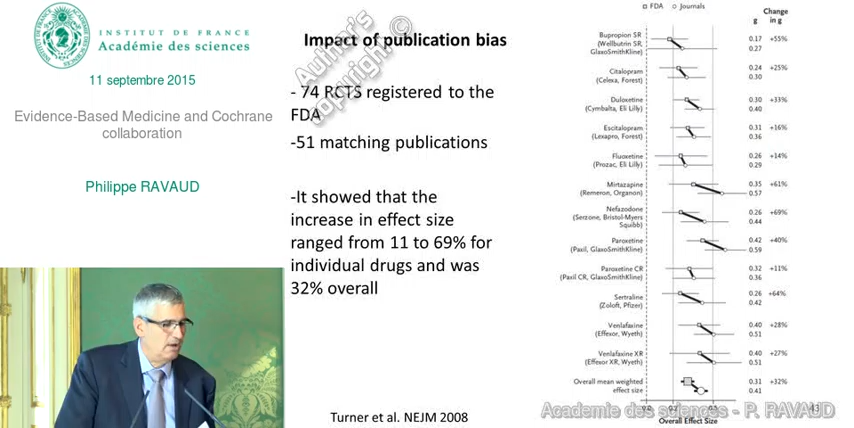 INSTITUT DE FRANCE
Académie des sciences
11 septembre 2015
Evidence-Based Medicine and Cochrane
collaboration
Philippe RAVAUD
Impact of publication bias
Author's
copyright ©
- 74 RCTS registered to the
FDA
-51 matching publications
-It showed that the
increase in effect size
ranged from 11 to 69% for
individual drugs and was
32% overall
Turner et al. NEJM 2008
FDA Journals
g Change
in g
Bupropion SR
(Wellbutrin SR,
GlaxoSmithKline)
0.17 +55%
0.27
Citalopram
(Celexa, Forest)
0.24 +25%
0.30
Duloxetine
(Cymbalta, Eli Lilly)
0.30 +33%
0.40
Escitalopram
(Lexapro, Forest)
0.31 +16%
0.36
Fluoxetine
(Prozac, Eli Lilly)
0.26 +14%
0.29
Mirtazapine
(Remeron, Organon)
0.35 +61%
0.57
Nefazodone
(Serzone, Bristol-Myers
Squibb)
0.26 +69%
0.44
Paroxetine
(Paxil, GlaxoSmithKline)
0.42 +40%
0.59
Paroxetine CR
(Paxil CR, GlaxoSmithKline)
0.32 +11%
0.36
Sertraline
(Zoloft, Pfizer)
0.26 +64%
0.42
Venlafaxine
(Effexor, Wyeth)
0.40 +28%
0.51
Venlafaxine XR
(Effexor XR, Wyeth)
0.40 +27%
0.51
Overall mean weighted
effect size
0.31 +32%
0.41
Academie des sciences - P. RAVAUD
Overall Effect Size